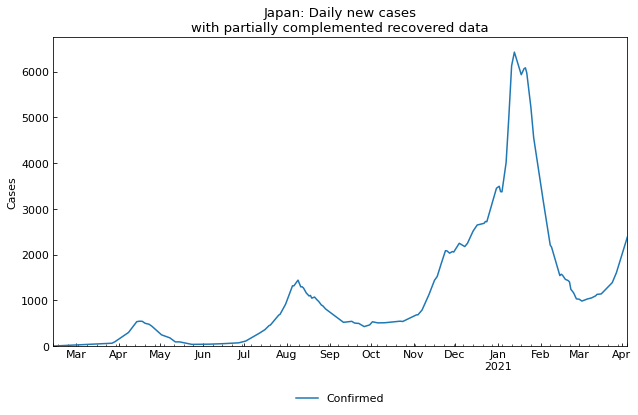 Japan: Daily new cases
with partially complemented recovered data
Cases
6000
5000
4000
3000
2000
1000
0
Mar Apr May Jun Jul Aug Sep Oct Nov Dec Jan Feb Mar Apr
2021
Confirmed